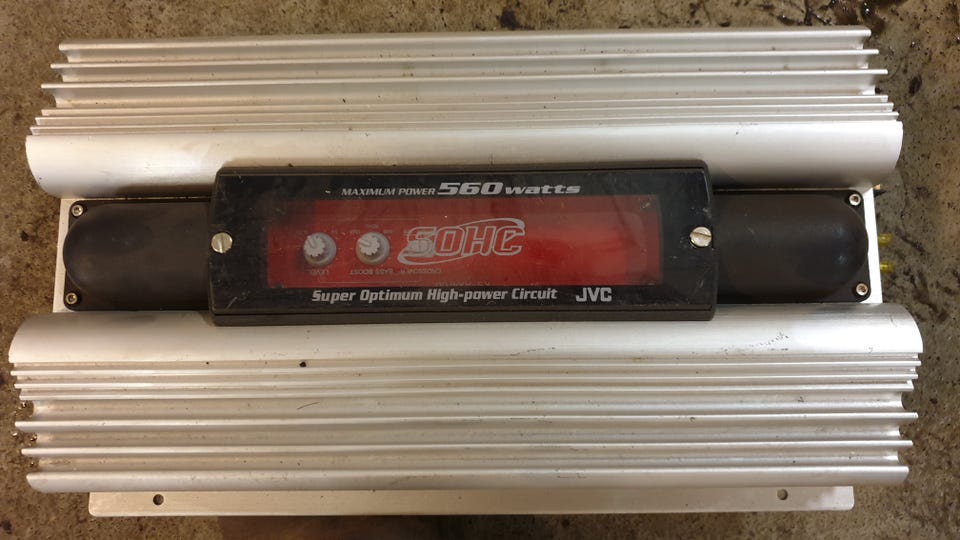 MAXIMUM POWER 560 watts
SOHC
LEVEL
BASS BOOST
CROSSOVER
Super Optimum High-power Circuit JVC